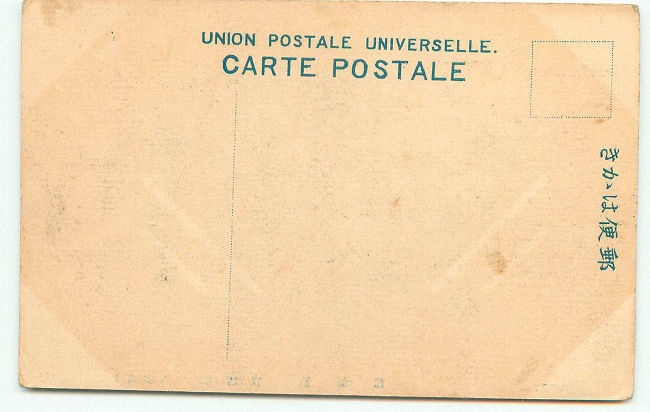 UNION POSTALE UNIVERSELLE.
CARTE POSTALE
郵便はかき